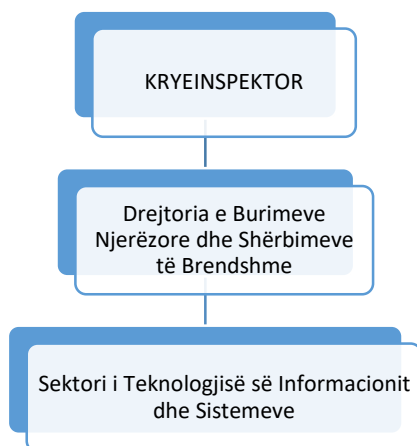 KRYEINSPEKTOR
Drejtoria e Burimeve
Njerëzore dhe Shërbimeve
të Brendshme
Sektori i Teknologjisë së Informacionit
dhe Sistemeve